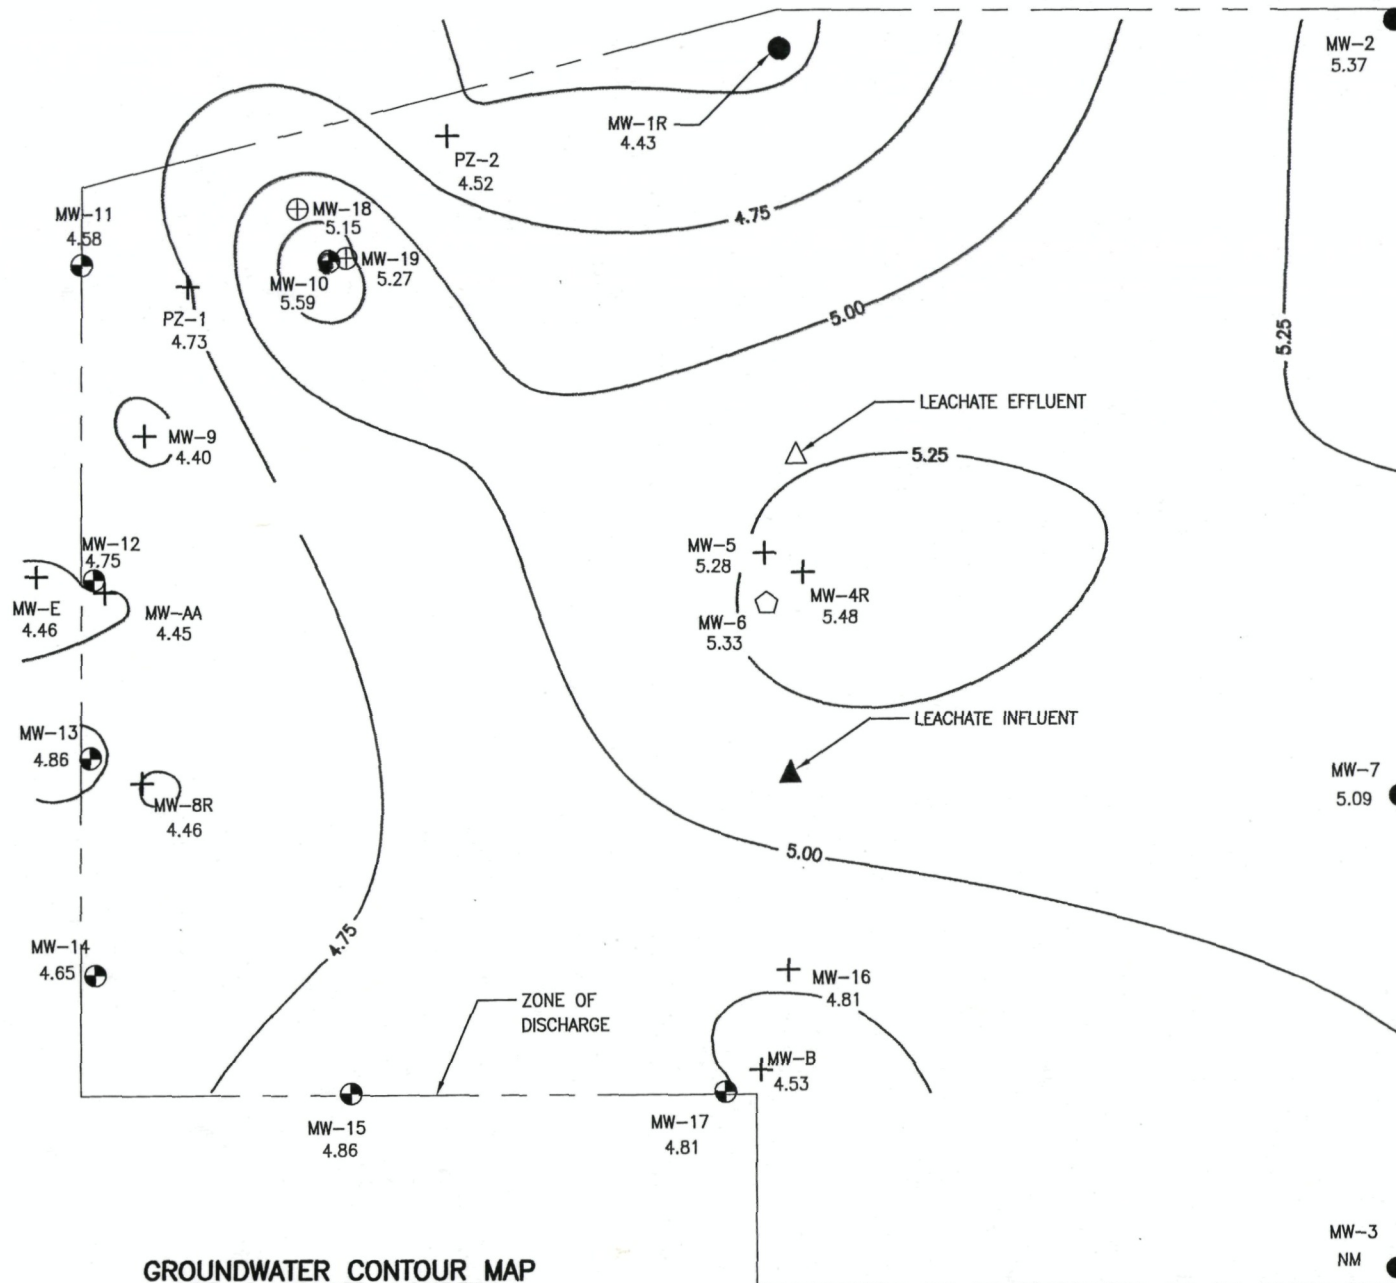 MW-2
5.37
MW-1R
4.43
PZ-2
4.52
4.75
MW-11
4.58
MW-18
5.15
MW-19
5.27
MW-10
5.59
PZ-1
4.73
5.00
5.25
LEACHATE EFFLUENT
MW-9
4.40
5.25
MW-12
4.75
MW-5
5.28
MW-4R
5.48
MW-E
4.46
MW-AA
4.45
MW-6
5.33
LEACHATE INFLUENT
MW-13
4.86
MW-8R
4.46
MW-7
5.09
5.00
4.75
MW-14
4.65
MW-16
4.81
ZONE OF
DISCHARGE
MW-B
4.53
MW-15
4.86
MW-17
4.81
MW-3
NM
GROUNDWATER CONTOUR MAP